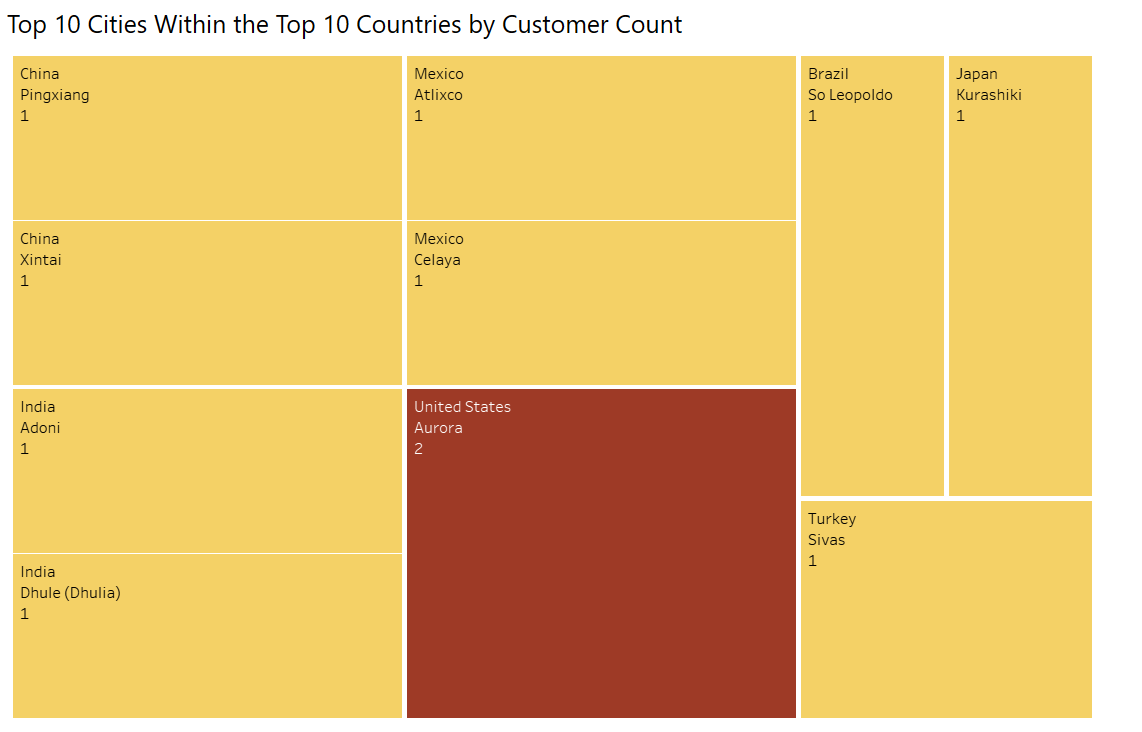 Top 10 Cities Within the Top 10 Countries by Customer Count
China
Pingxiang
1
China
Xintai
1
India
Adoni
1
India
Dhule (Dhulia)
1
Mexico
Atlixco
1
Mexico
Celaya
1
United States
Aurora
2
Brazil
So Leopoldo
1
Japan
Kurashiki
1
Turkey
Sivas
1